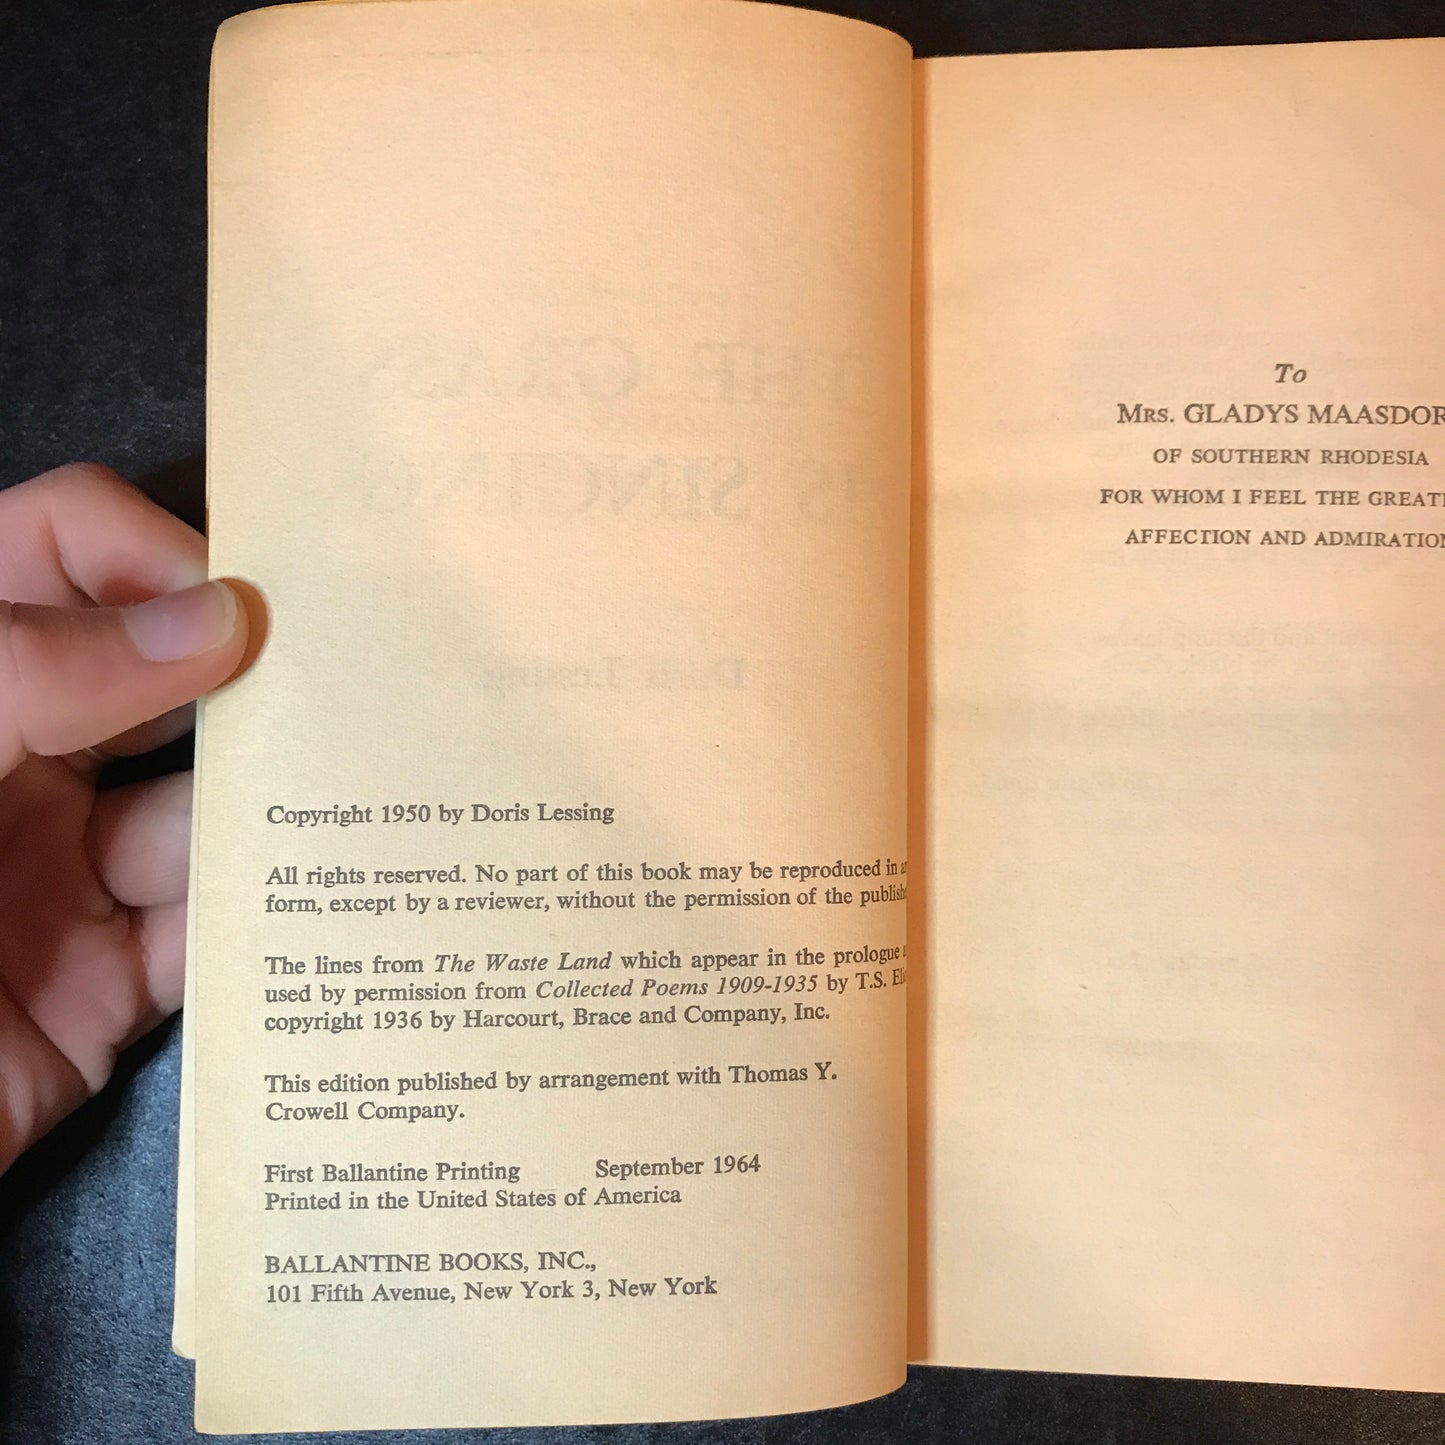 Copyright 1950 by Doris Lessing
All rights reserved. No part of this book may be reproduced in
form, except by a reviewer, without the permission of the
The lines from The Waste Land which appear in the prologue
used by permission from Collected Poems 1909-1935 by T.S.
copyright 1936 by Harcourt, Brace and Company, Inc.
This edition published by arrangement with Thomas Y.
Crowell Company.
First Ballantine Printing September 1964
Printed in the United States of America
BALLANTINE BOOKS, INC.,
101 Fifth Avenue, New York 3, New York
To
MRS. GLADYS
OF SOUTHERN RHODESIA
FOR WHOM I FEEL THE
AFFECTION AND